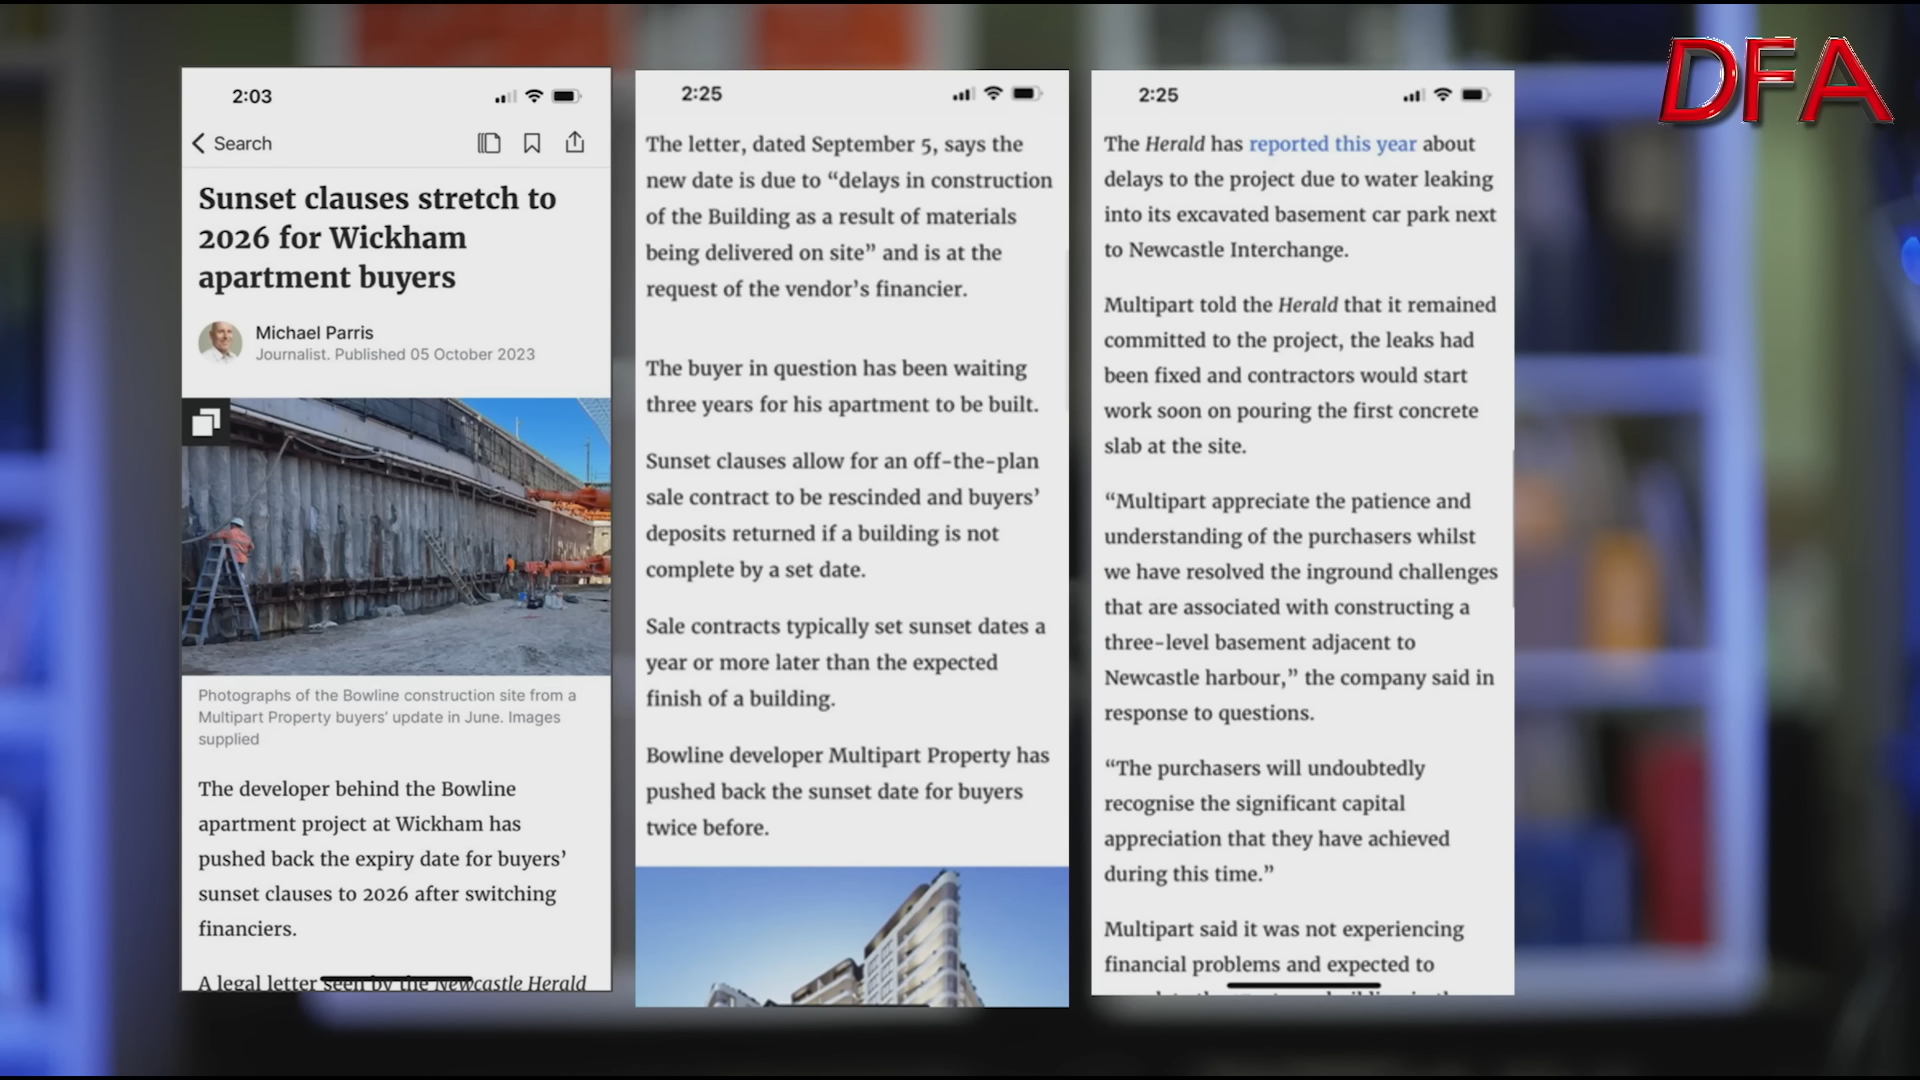 DFA
2:03
Search
Sunset clauses stretch to
2026 for Wickham
apartment buyers
Michael Parris
Journalist. Published 05 October 2023
Photographs of the Bowline construction site from a
Multipart Property buyers' update in June. Images
supplied
The developer behind the Bowline
apartment project at Wickham has
pushed back the expiry date for buyers'
sunset clauses to 2026 after switching
financiers.
A legal letter seen by the Newcastle Herald
2:25
The letter, dated September 5, says the
new date is due to “delays in construction
of the Building as a result of materials
being delivered on site” and is at the
request of the vendor's financier.
The buyer in question has been waiting
three years for his apartment to be built.
Sunset clauses allow for an off-the-plan
sale contract to be rescinded and buyers'
deposits returned if a building is not
complete by a set date.
Sale contracts typically set sunset dates a
year or more later than the expected
finish of a building.
Bowline developer Multipart Property has
pushed back the sunset date for buyers
twice before.
2:25
The Herald has reported this year about
delays to the project due to water leaking
into its excavated basement car park next
to Newcastle Interchange.
Multipart told the Herald that it remained
committed to the project, the leaks had
been fixed and contractors would start
work soon on pouring the first concrete
slab at the site.
“Multipart appreciate the patience and
understanding of the purchasers whilst
we have resolved the inground challenges
that are associated with constructing a
three-level basement adjacent to
Newcastle harbour,” the company said in
response to questions.
“The purchasers will undoubtedly
recognise the significant capital
appreciation that they have achieved
during this time.”
Multipart said it was not experiencing
financial problems and expected to